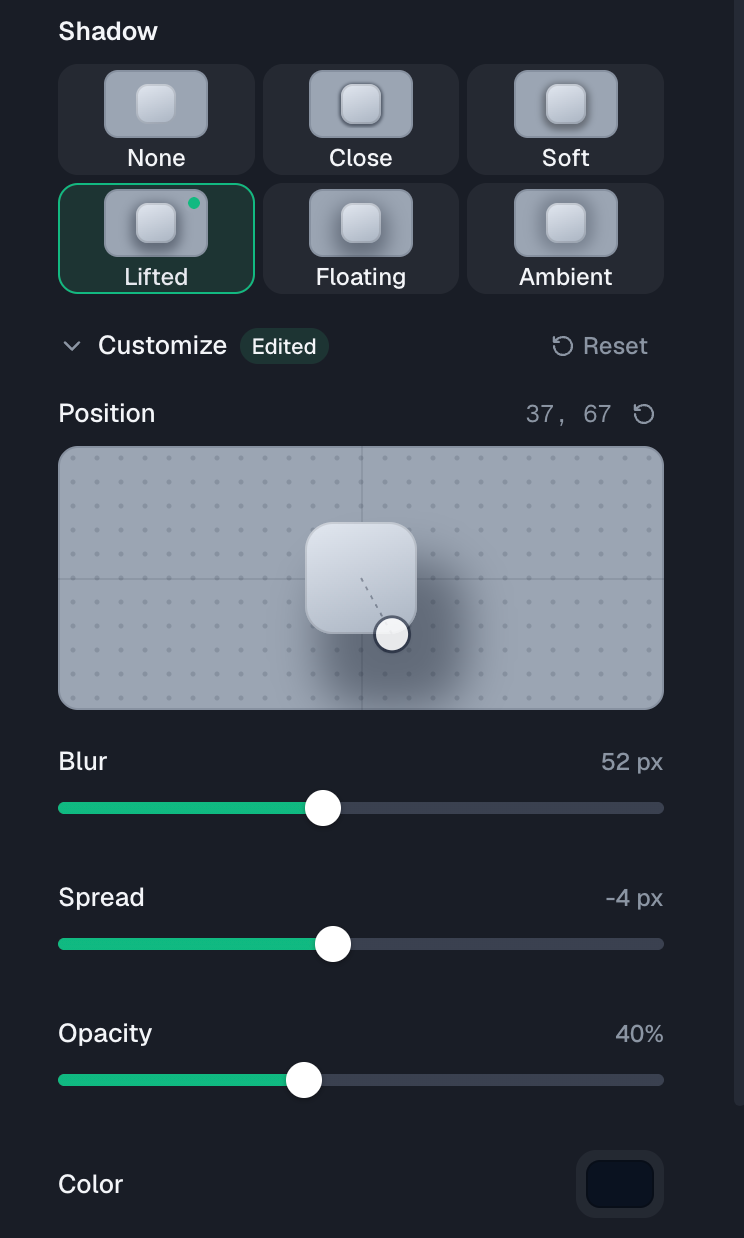 Shadow
None
Close
Soft
Lifted
Floating
Ambient
Customize
Edited
Reset
Position
37, 67
Blur
52 px
Spread
-4 px
Opacity
40%
Color